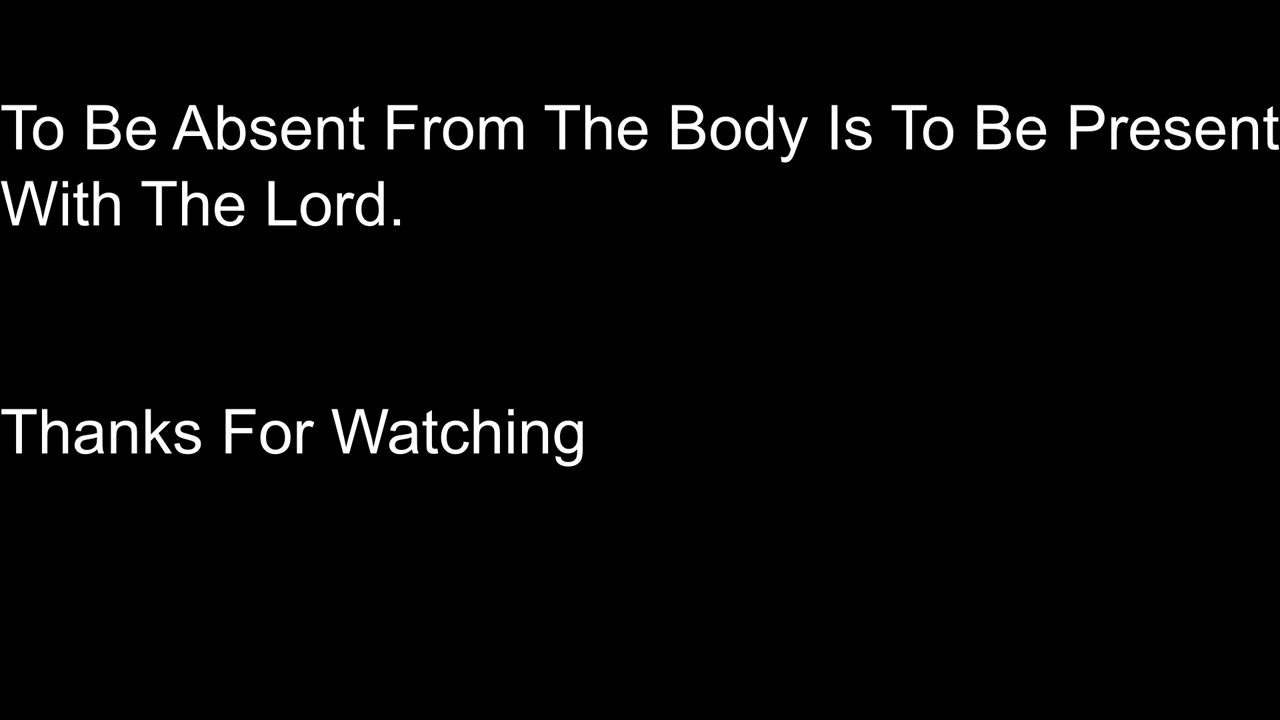 To Be Absent From The Body Is To Be Present
With The Lord.
Thanks For Watching